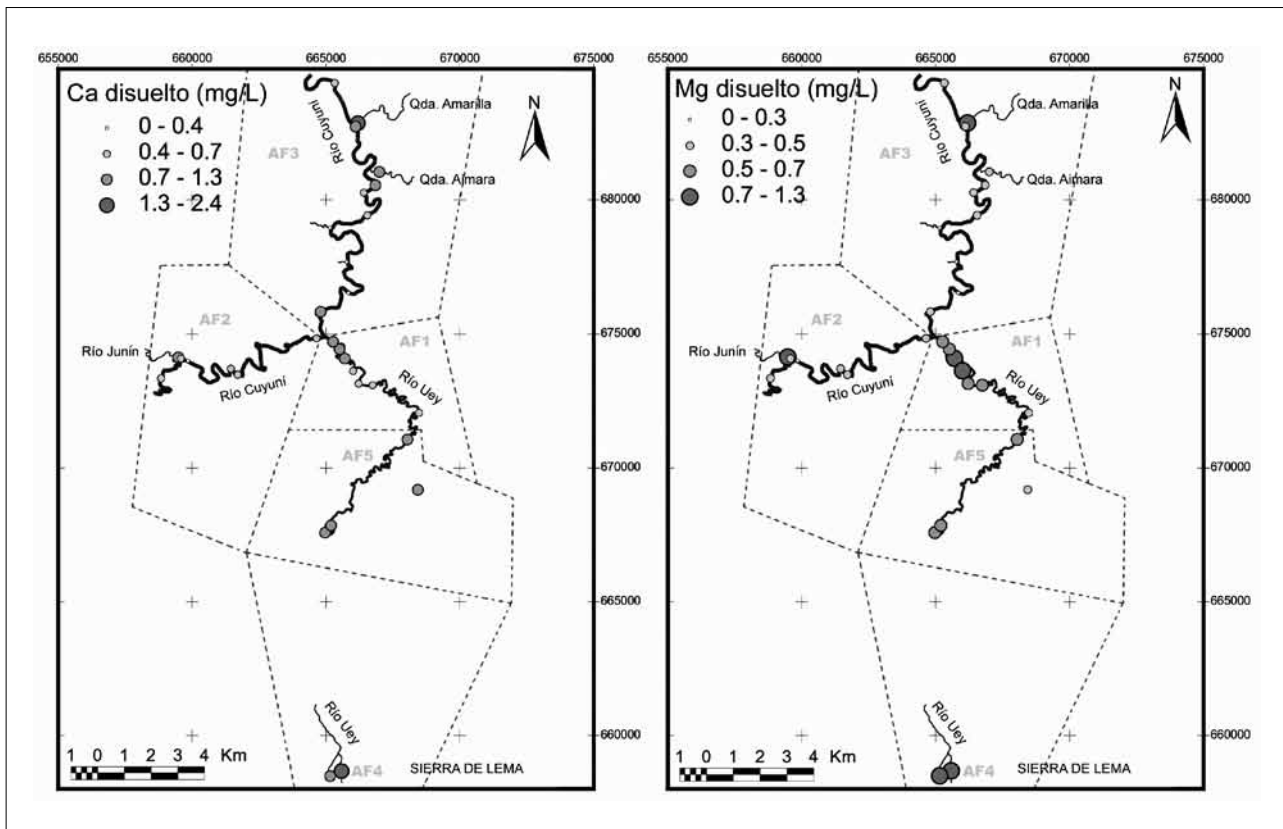 655000 660000 665000 670000 675000
Ca disuelto (mg/L)
0 - 0.4
0.4 - 0.7
0.7 - 1.3
1.3 - 2.4
N
Río Cuyuní
Qda. Amarilla
AF3
Qda. Aimara
680000
AF2
675000
AF1
Río Junín
Río Cuyuní
Río Uey
AF5
670000
665000
Río Uey
660000
1 0 1 2 3 4 Km
AF4
SIERRA DE LEMA
655000 660000 665000 670000 675000
Mg disuelto (mg/L)
0 - 0.3
0.3 - 0.5
0.5 - 0.7
0.7 - 1.3
N
Río Cuyuní
Qda. Amarilla
AF3
Qda. Aimara
680000
AF2
675000
AF1
Río Junín
Río Cuyuní
Río Uey
AF5
670000
665000
Río Uey
660000
1 0 1 2 3 4 Km
AF4
SIERRA DE LEMA